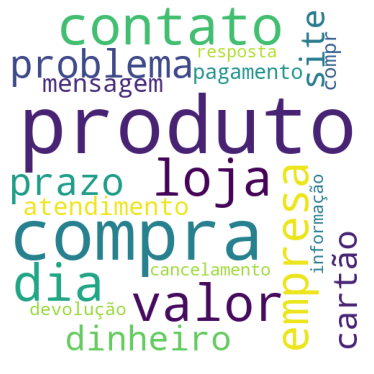 contato
site
compr
resposta
problema
pagamento
mensagem
produto
loja
prazo
empresa
informação
atendimento
compra
cartão
cancelamento
dia
valor
devolução
dinheiro